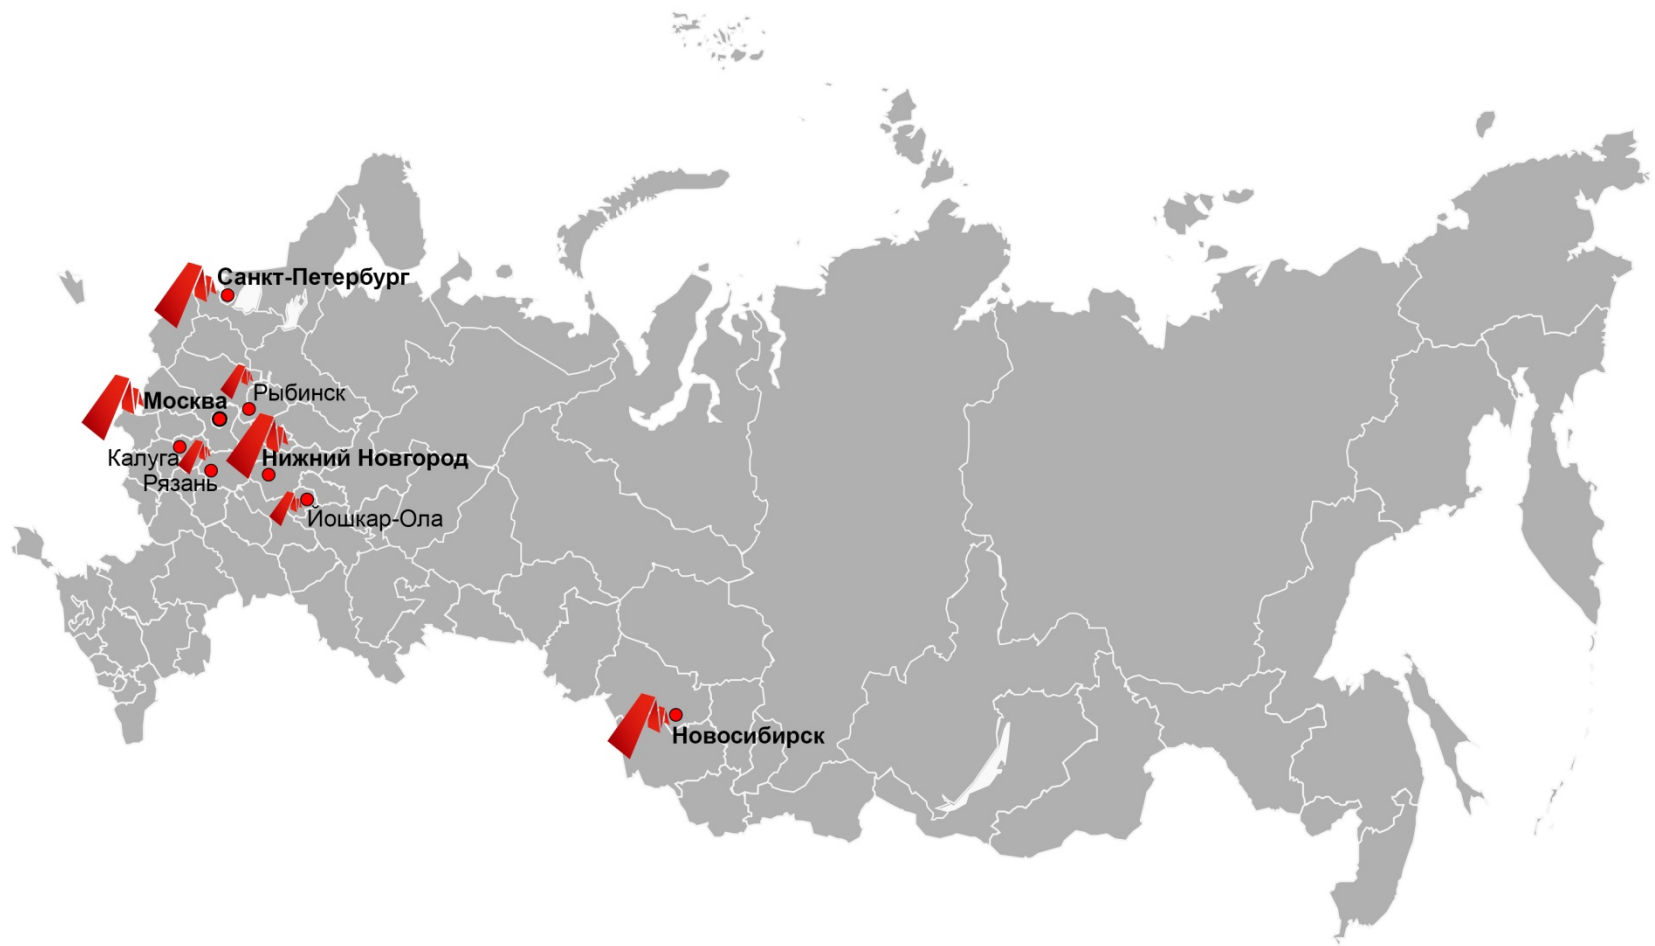 Санкт-Петербург
Рыбинск
Москва
Калуга
Нижний Новгород
Рязань
Йошкар-Ола
Новосибирск